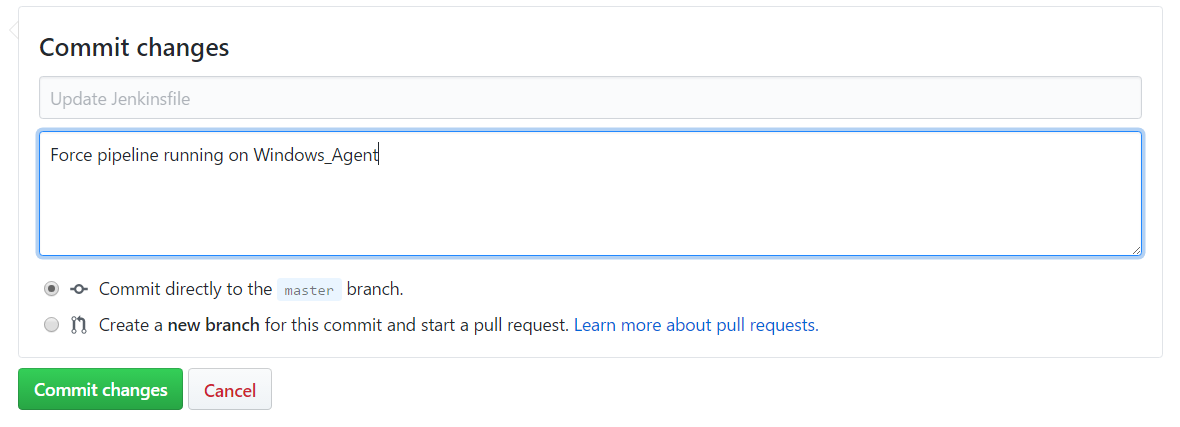 Commit changes
Update Jenkinsfile
Force pipeline running on Windows_Agent
Commit directly to the master branch.
Create a new branch for this commit and start a pull request. Learn more about pull requests.
Commit changes Cancel